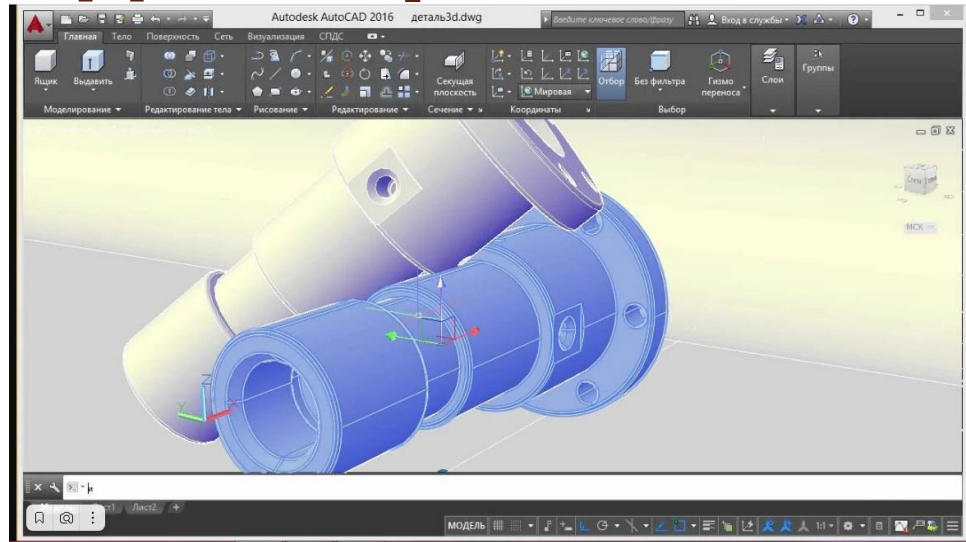 Autodesk AutoCAD 2016 деталь3d.dwg
Введите ключевое слово/фразу
Вход в службы
Главная Тело Поверхность Сеть Визуализация СПДС
Ящик Выдавить
Секущая плоскость
Мировая
Отбор Без фильтра
Гизмо переноса
Слои
Группы
Моделирование Редактирование тела Рисование Редактирование Сечение Координаты Выбор
МСК
Z
Y
X
Лист2 +
МОДЕЛЬ 1:1